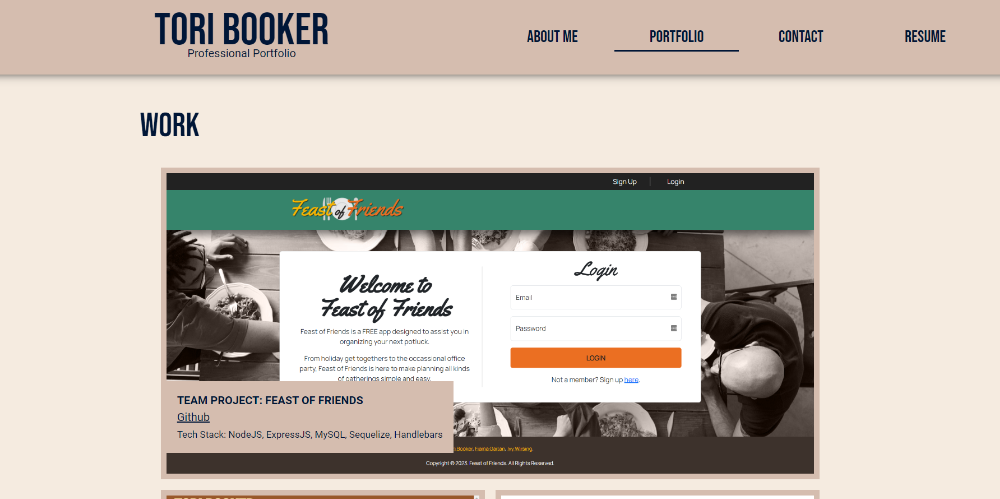 TORI BOOKER
Professional Portfolio
ABOUT ME
PORTFOLIO
CONTACT
RESUME
WORK
Sign Up
Login
Feast of Friends
Welcome to
Feast of Friends
Feast of Friends is a FREE app designed to assist you in
organizing your next potluck.
From holiday get togethers to the occassional office
party, Feast of Friends is here to make planning all kinds
of gatherings simple and easy.
Login
Email
Password
LOGIN
Not a member? Sign up here.
TEAM PROJECT: FEAST OF FRIENDS
Github
Tech Stack: NodeJS, ExpressJS, MySQL, Sequelize, Handlebars
Booker,
Copyright © 2023. Feast of Friends. All Rights Reserved.